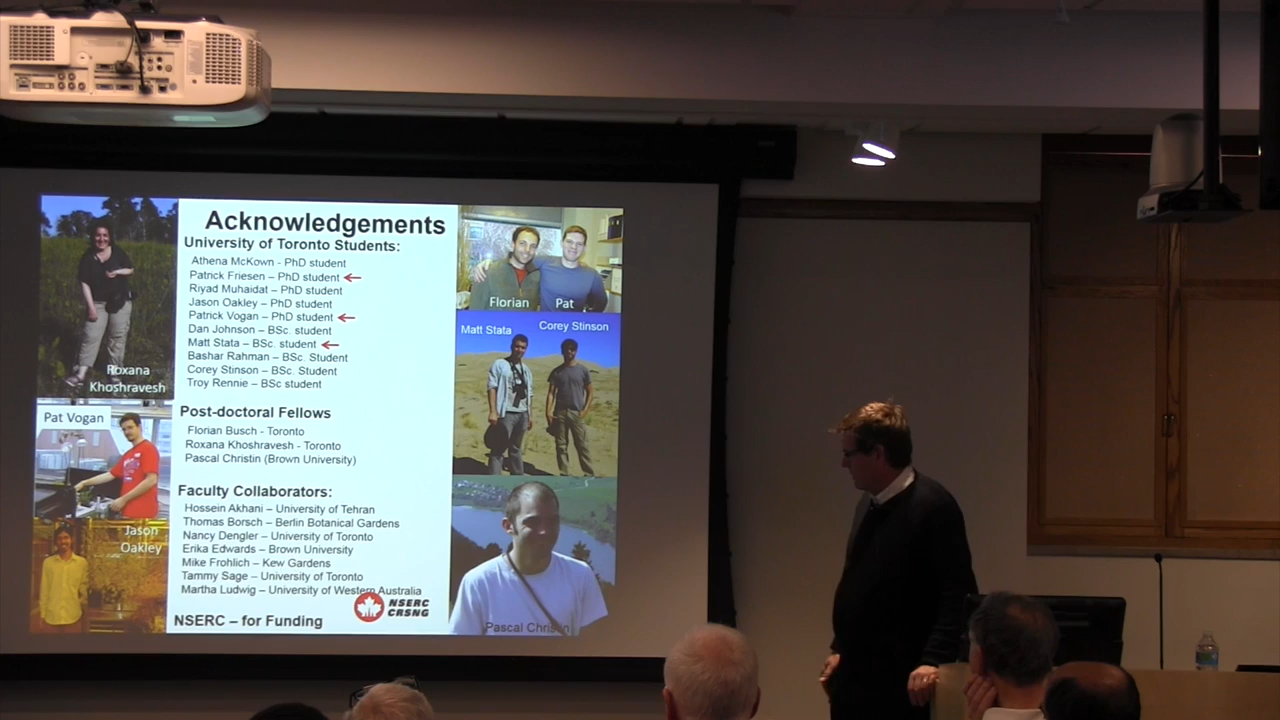 Acknowledgements
University of Toronto Students:
Athena McKown - PhD student
Patrick Friesen – PhD student
Riyad Muhaidat – PhD student
Jason Oakley – PhD student
Patrick Vogan – PhD student
Dan Johnson – BSc. student
Matt Stata – BSc. student
Bashar Rahman – BSc. Student
Corey Stinson – BSc. Student
Troy Rennie – BSc student
Post-doctoral Fellows
Florian Busch - Toronto
Roxana Khoshravesh - Toronto
Pascal Christin (Brown University)
Faculty Collaborators:
Hossein Akhani – University of Tehran
Thomas Borsch – Berlin Botanical Gardens
Nancy Dengler – University of Toronto
Erika Edwards – Brown University
Mike Frohlich – Kew Gardens
Tammy Sage – University of Toronto
Martha Ludwig – University of Western Australia
NSERC – for Funding
NSERC
CRSNG
Roxana
Khoshravesh
Pat Vogan
Jason
Oakley
Florian Pat
Matt Stata Corey Stinson
Pascal Christin